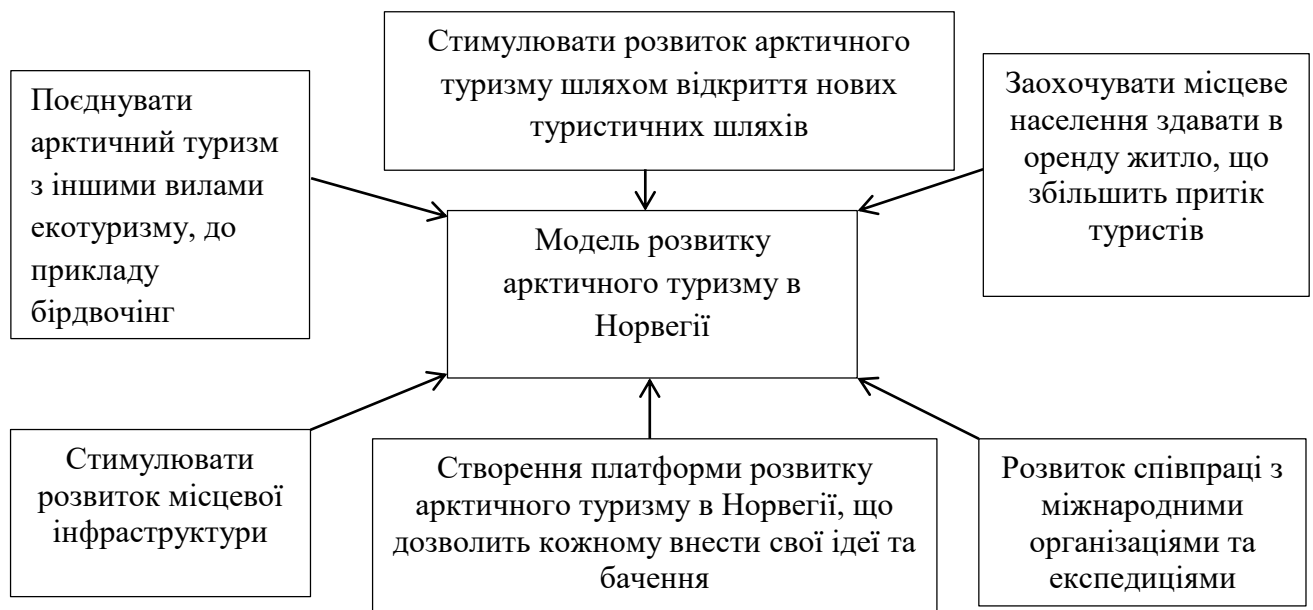 Стимулювати розвиток арктичного
туризму шляхом відкриття нових
туристичних шляхів
Поєднувати
арктичний туризм
з іншими вилами
екотуризму, до
прикладу
бірдвочінг
Заохочувати місцеве
населення здавати в
оренду житло, що
збільшить притік
туристів
Модель розвитку
арктичного туризму в
Норвегії
Стимулювати
розвиток місцевої
інфраструктури
Створення платформи розвитку
арктичного туризму в Норвегії, що
дозволить кожному внести свої ідеї та
бачення
Розвиток співпраці з
міжнародними
організаціями та
експедиціями